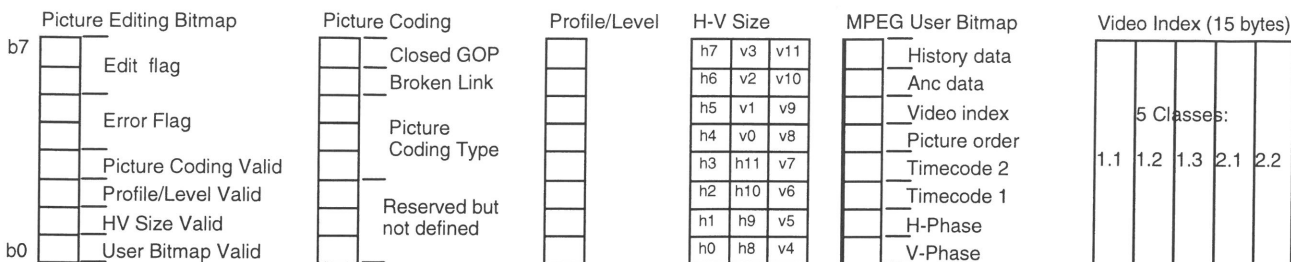 Picture Editing Bitmap
b7
Edit flag
Error Flag
Picture Coding Valid
Profile/Level Valid
HV Size Valid
b0 User Bitmap Valid
Picture Coding
Closed GOP
Broken Link
Picture
Coding Type
Reserved but
not defined
Profile/Level
H-V Size
h7 v3 v11
h6 v2 v10
h5 v1 v9
h4 v0 v8
h3 h11 v7
h2 h10 v6
h1 h9 v5
h0 h8 v4
MPEG User Bitmap
History data
Anc data
Video index
Picture order
Timecode 2
Timecode 1
H-Phase
V-Phase
Video Index (15 bytes)
5 Classes:
1.1 1.2 1.3 2.1 2.2